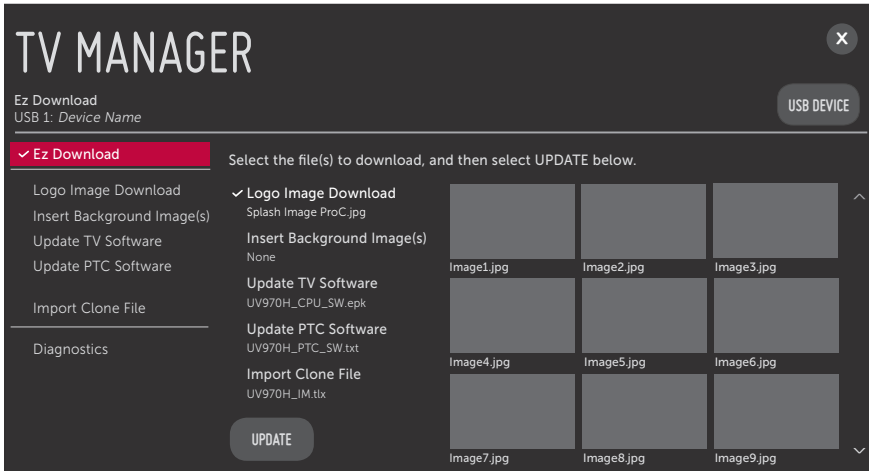 TV MANAGER
X
Ez Download
USB 1: Device Name
USB DEVICE
Ez Download
Logo Image Download
Insert Background Image(s)
Update TV Software
Update PTC Software
Import Clone File
Diagnostics
Select the file(s) to download, and then select UPDATE below.
Logo Image Download
Splash Image ProC.jpg
Insert Background Image(s)
None
Update TV Software
UV970H_CPU_SW.epk
Update PTC Software
UV970H_PTC_SW.txt
Import Clone File
UV970H_IM.tlx
UPDATE
Image1.jpg
Image2.jpg
Image3.jpg
Image4.jpg
Image5.jpg
Image6.jpg
Image7.jpg
Image8.jpg
Image9.jpg